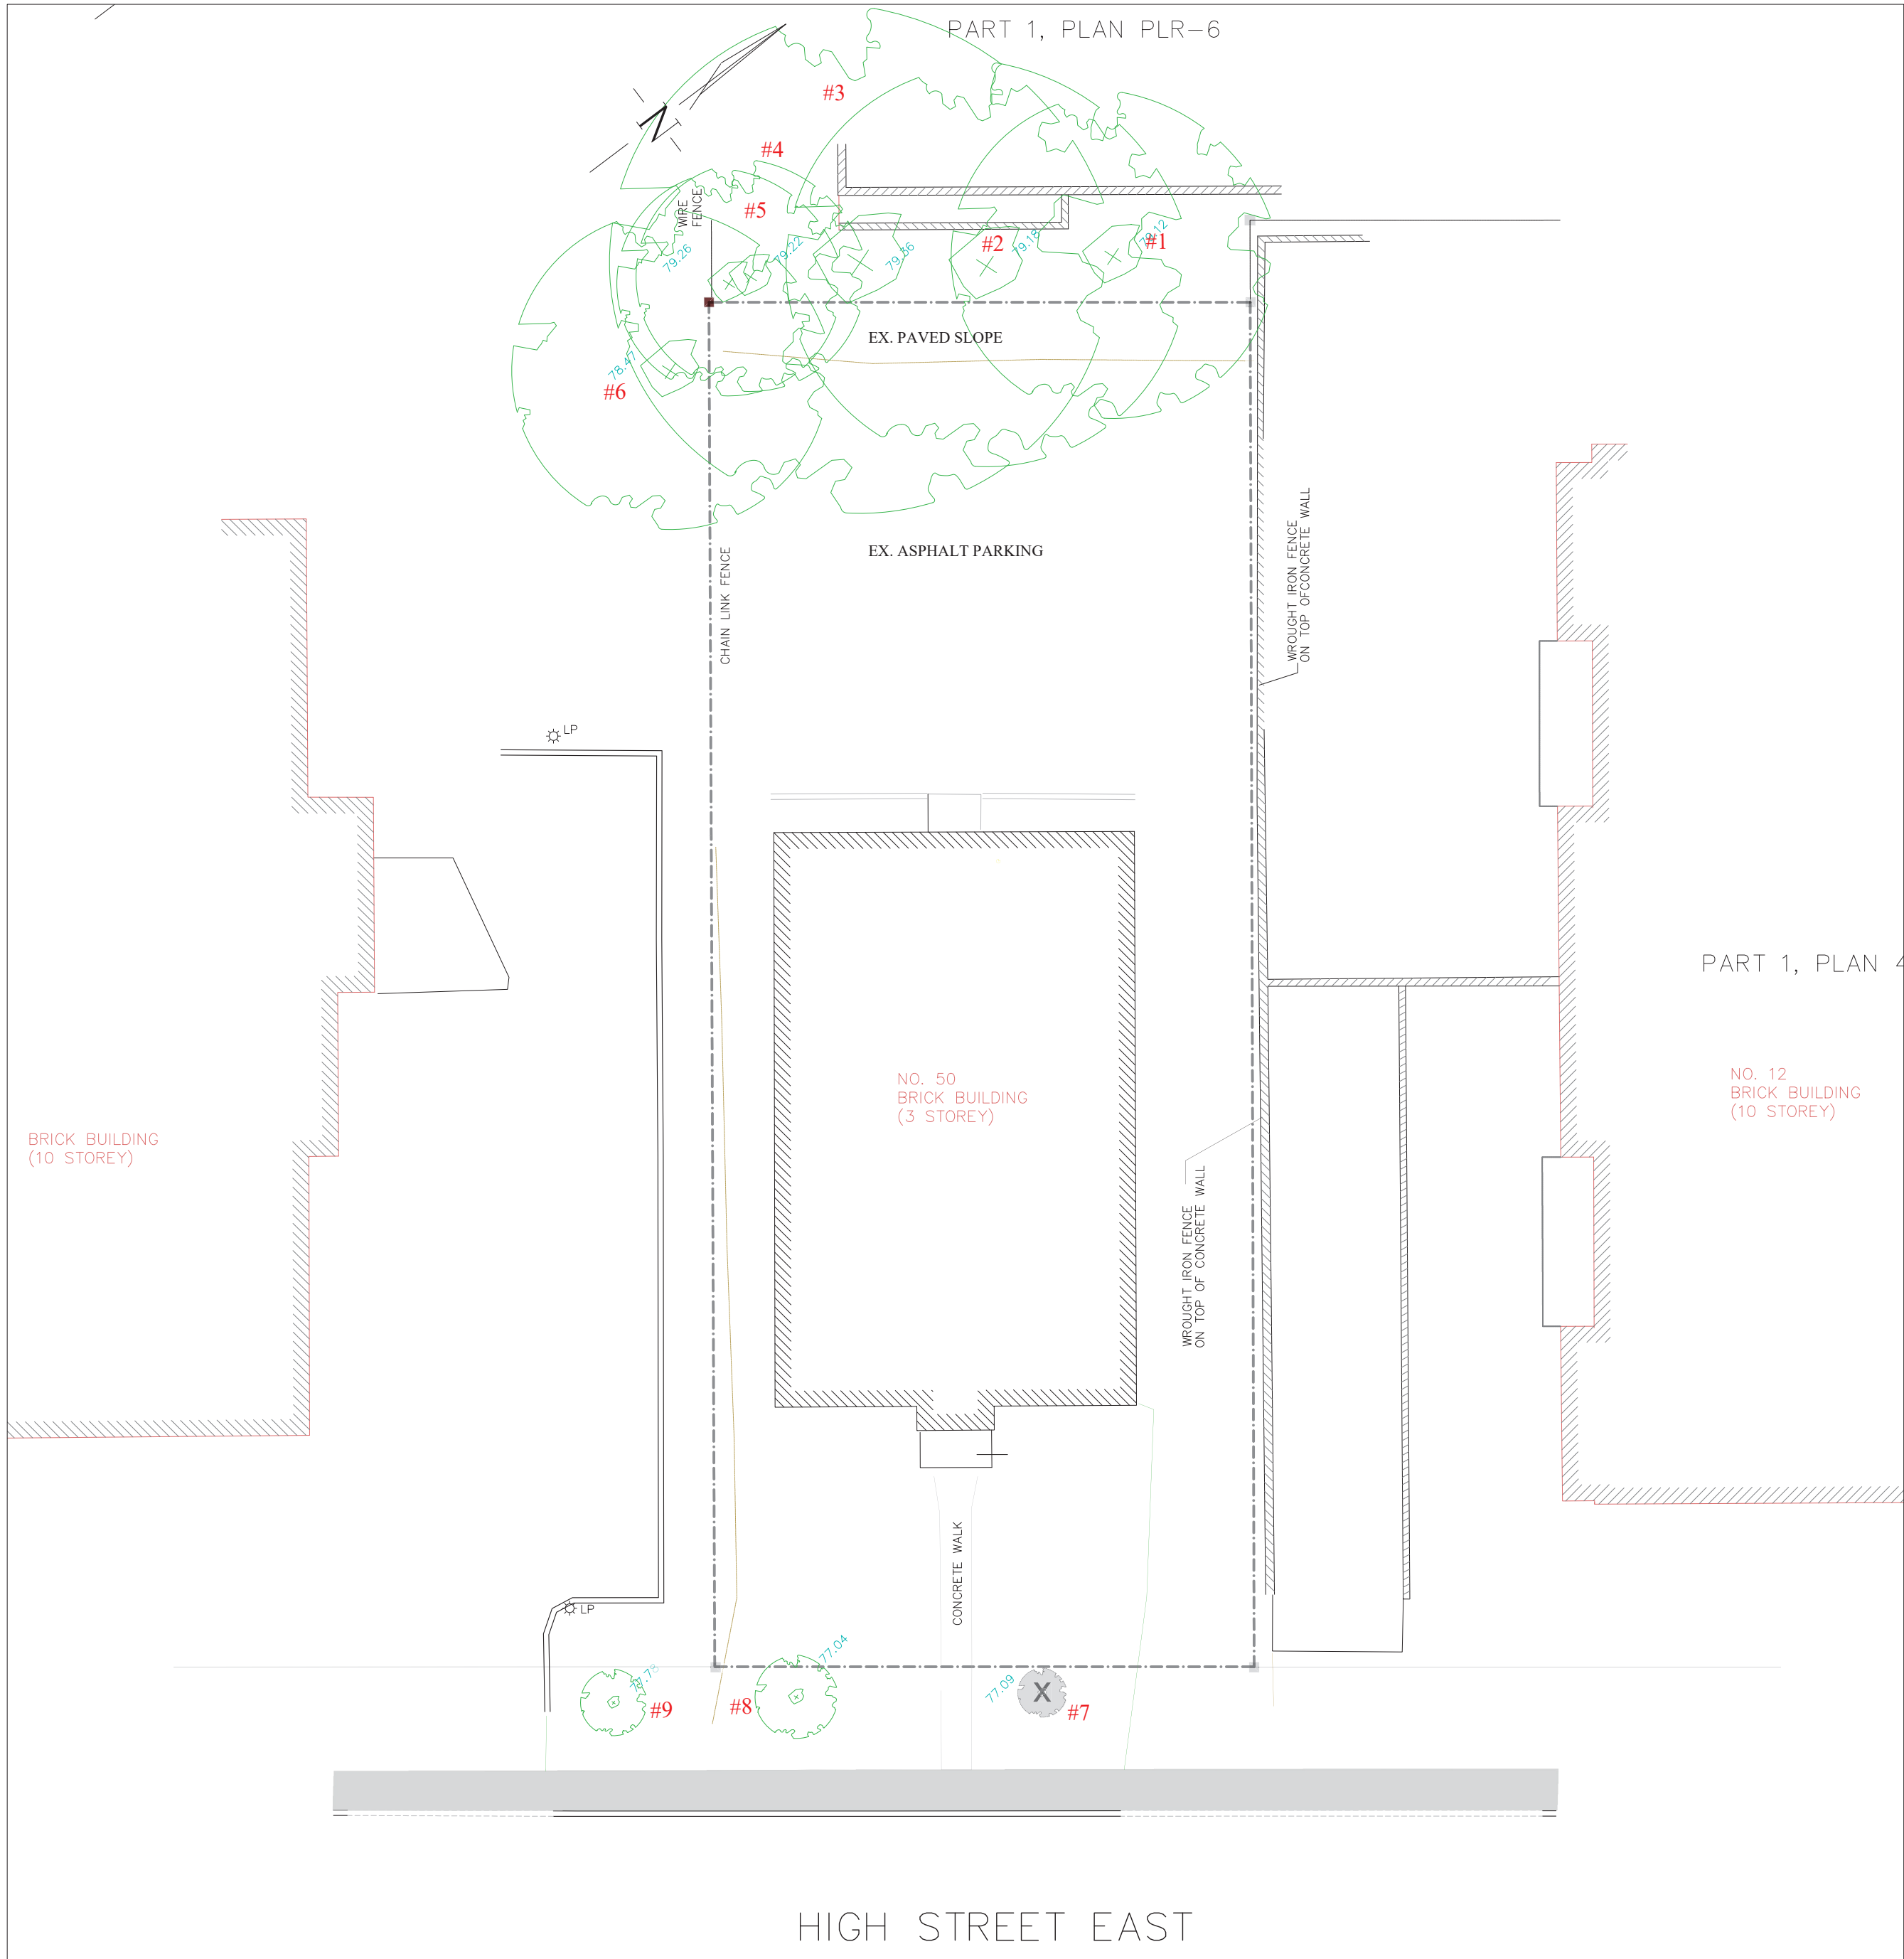 PART 1, PLAN PLR-6
#3
N
#4
WIRE
FENCE
#5
79.26
79.22
79.36
#2
79.18
79.12
#1
EX. PAVED SLOPE
78.47
#6
EX. ASPHALT PARKING
CHAIN LINK FENCE
WROUGHT IRON FENCE
ON TOP OFCONCRETE WALL
LP
PART 1, PLAN 4
NO. 50
BRICK BUILDING
(3 STOREY)
NO. 12
BRICK BUILDING
(10 STOREY)
BRICK BUILDING
(10 STOREY)
WROUGHT IRON FENCE
ON TOP OF CONCRETE WALL
CONCRETE WALK
LP
77.78
#9
#8
77.04
77.09
X
#7
HIGH STREET EAST